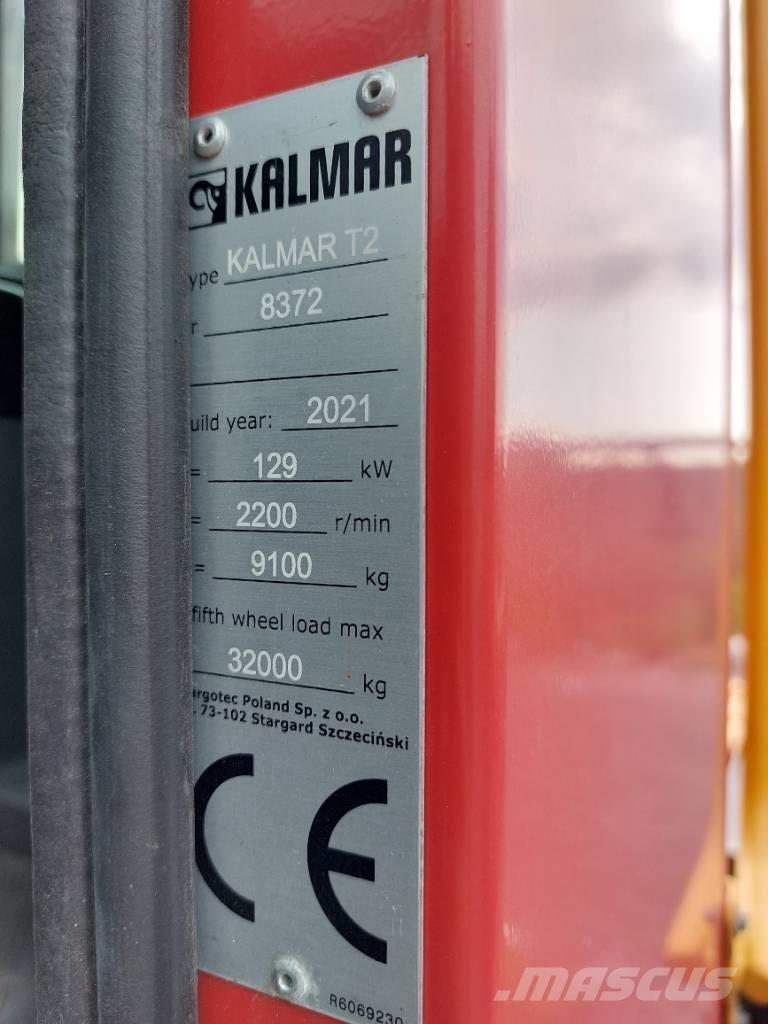 KALMAR
ype KALMAR T2
r 8372
uild year: 2021
= 129 kW
= 2200 r/min
= 9100 kg
fifth wheel load max
32000 kg
argotec Poland Sp. z o.o.
. 73-102 Stargard Szczeciński
CE
R6069230
MASCUS